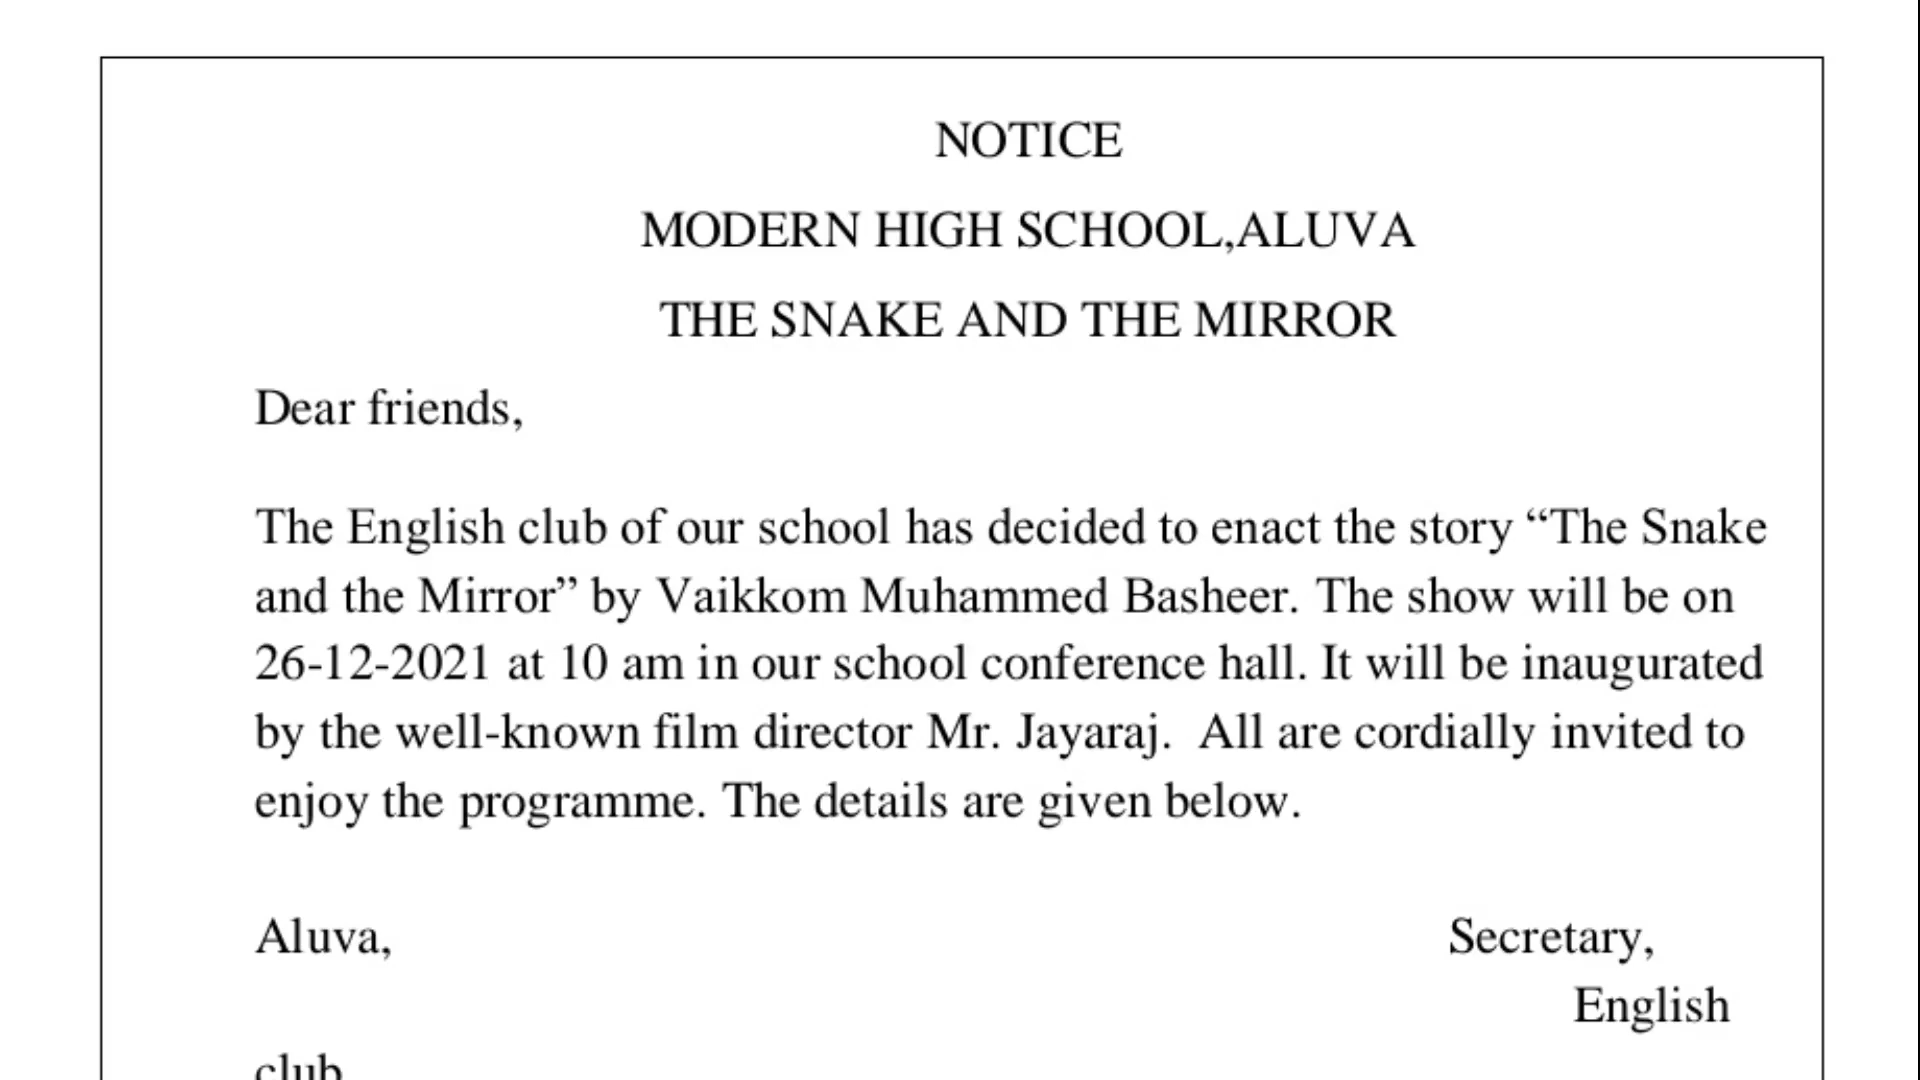 NOTICE
MODERN HIGH SCHOOL,ALUVA
THE SNAKE AND THE MIRROR
Dear friends,
The English club of our school has decided to enact the story “The Snake
and the Mirror” by Vaikkom Muhammed Basheer. The show will be on
26-12-2021 at 10 am in our school conference hall. It will be inaugurated
by the well-known film director Mr. Jayaraj.  All are cordially invited to
enjoy the programme. The details are given below.
Aluva, Secretary,
English
club